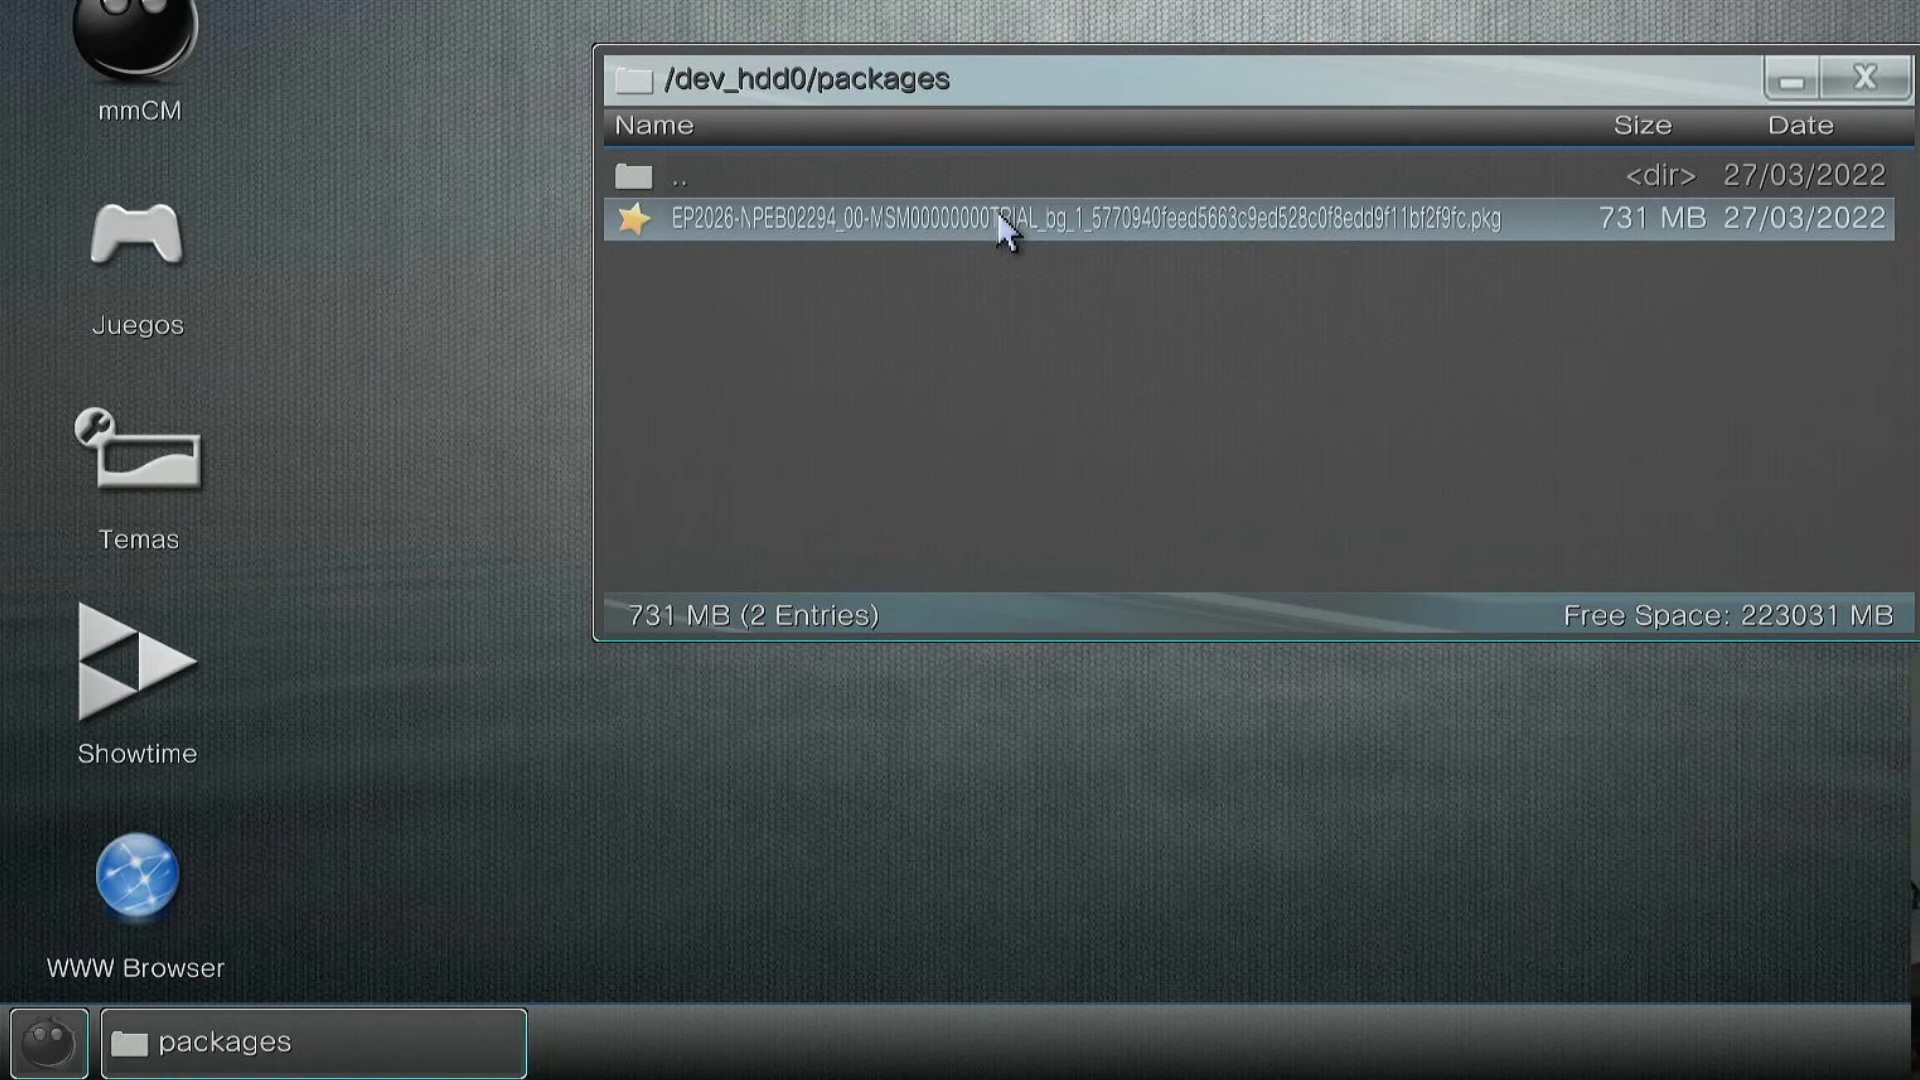 mmCM
Juegos
Temas
Showtime
WWW Browser
/dev_hdd0/packages
X
Name Size Date
.. <dir> 27/03/2022
EP2026-NPEB02294_00-MSM00000000TRIAL_bg_1_5770940feed5663c9ed528c0f8edd9f11bf2f9fc.pkg 731 MB 27/03/2022
731 MB (2 Entries) Free Space: 223031 MB
packages